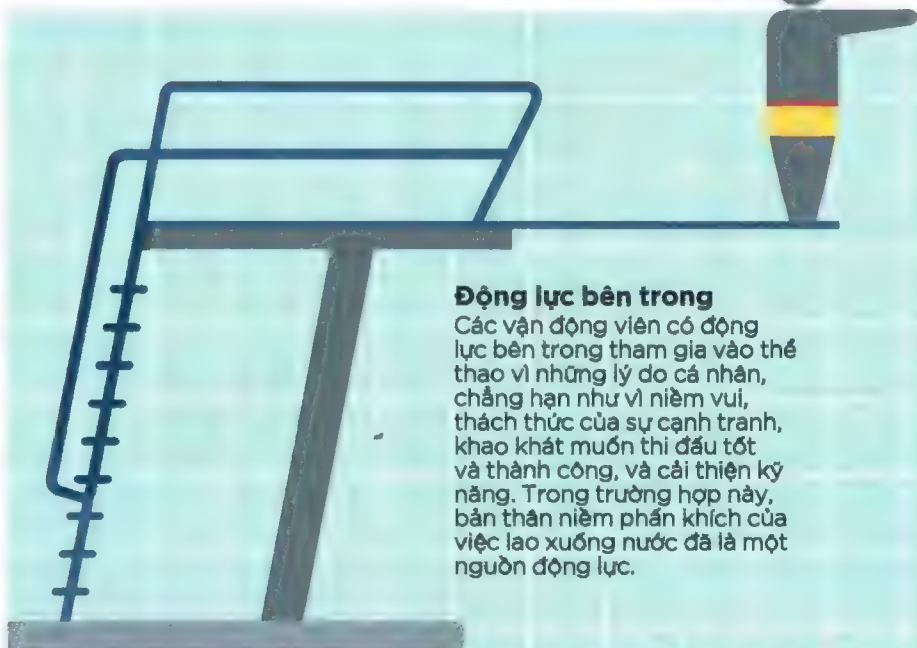 Động lực bên trong
Các vận động viên có động
lực bên trong tham gia vào thể
thao vì những lý do cá nhân,
chẳng hạn như vì niềm vui,
thách thức của sự cạnh tranh,
khao khát muốn thi đấu tốt
và thành công, và cải thiện kỹ
năng. Trong trường hợp này,
bản thân niềm phấn khích của
việc lao xuống nước đã là một
nguồn động lực.